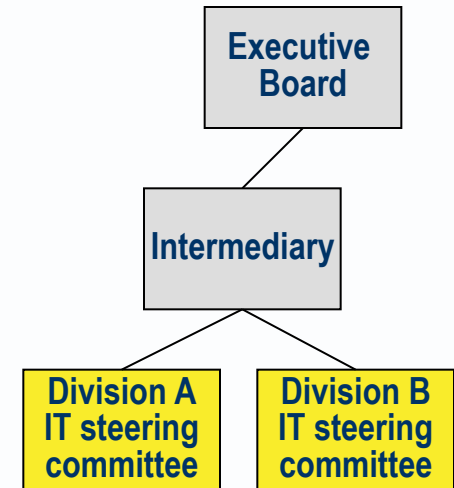 Executive
Board
Intermediary
Division A
IT steering
committee
Division B
IT steering
committee